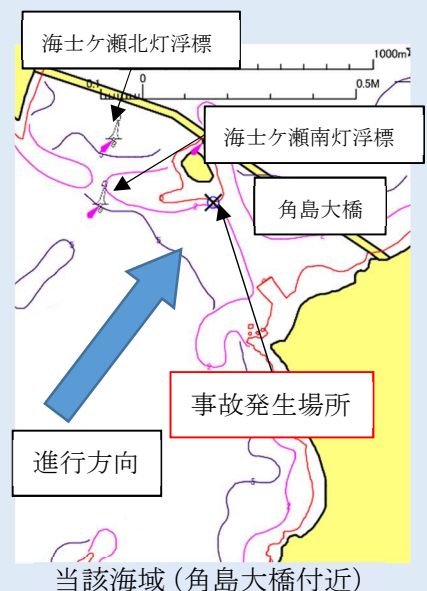 海士ケ瀬北灯浮標
1000m
0.1
0
0.5M
海士ケ瀬南灯浮標
角島大橋
事故発生場所
進行方向
当該海域(角島大橋付近)